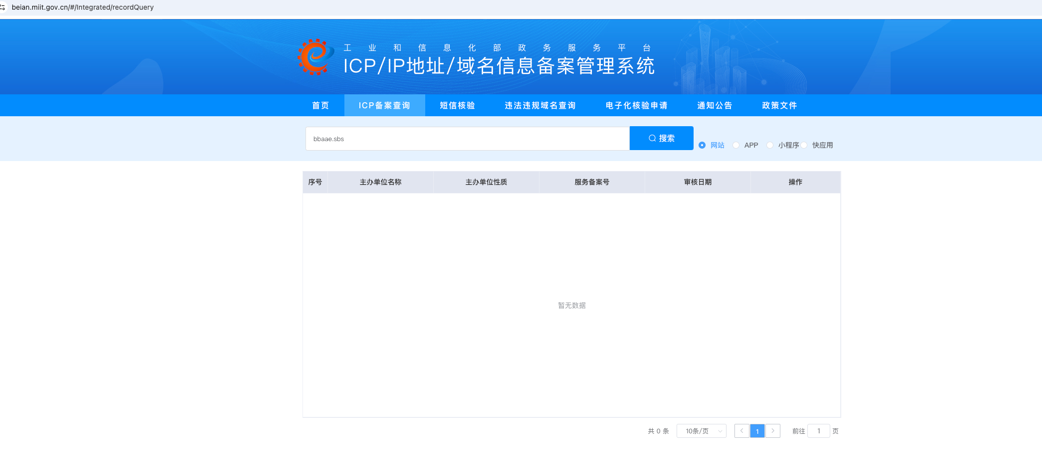 beian.miit.gov.cn/#/Integrated/recordQuery
工业和信息化部政务服务平台
ICP/IP地址/域名信息备案管理系统
首页 ICP备案查询 短信核验 违法违规域名查询 电子化核验申请 通知公告 政策文件
bbaae.sbs 搜索 网站 APP 小程序 快应用
序号 主办单位名称 主办单位性质 服务备案号 审核日期 操作
暂无数据
共 0 条 10条/页 1 前往 1 页